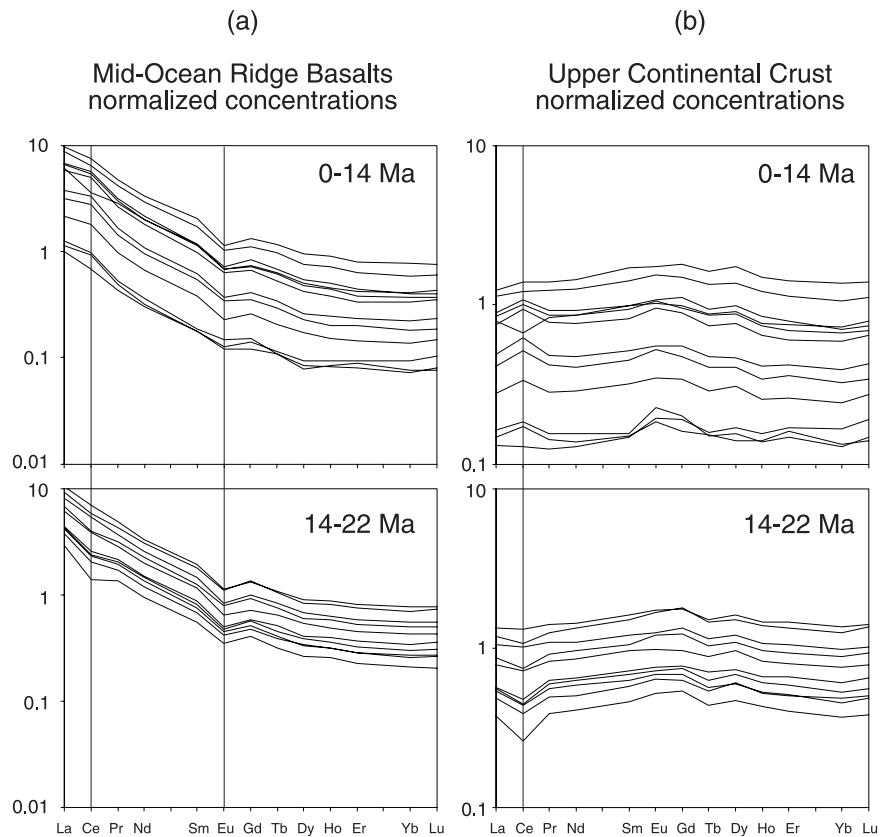 (a)
(b)
Mid-Ocean Ridge Basalts
normalized concentrations
Upper Continental Crust
normalized concentrations
10
1
0.1
0.01
0-14 Ma
10
1
0.1
0-14 Ma
10
1
0.1
0.01
14-22 Ma
10
1
0.1
14-22 Ma
La Ce Pr Nd Sm Eu Gd Tb Dy Ho Er Yb Lu
La Ce Pr Nd Sm Eu Gd Tb Dy Ho Er Yb Lu